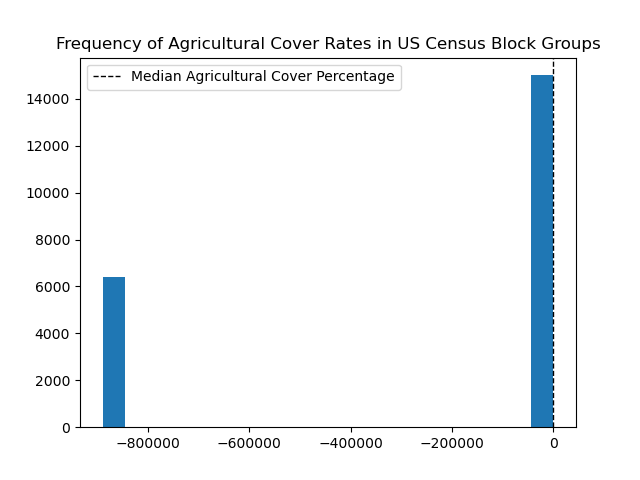 Frequency of Agricultural Cover Rates in US Census Block Groups
Median Agricultural Cover Percentage
14000
12000
10000
8000
6000
4000
2000
0
−800000 −600000 −400000 −200000 0